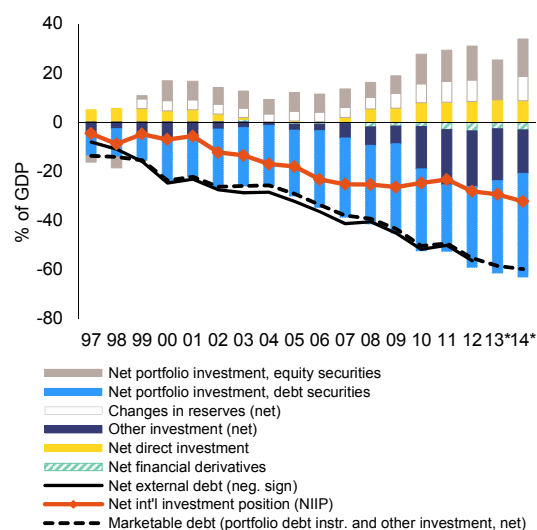 40
20
0
-20
-40
-60
-80
% of GDP
97 98 99 00 01 02 03 04 05 06 07 08 09 10 11 12 13* 14*
Net portfolio investment, equity securities
Net portfolio investment, debt securities
Changes in reserves (net)
Other investment (net)
Net direct investment
Net financial derivatives
Net external debt (neg. sign)
Net int'l investment position (NIIP)
Marketable debt (portfolio debt instr. and other investment, net)